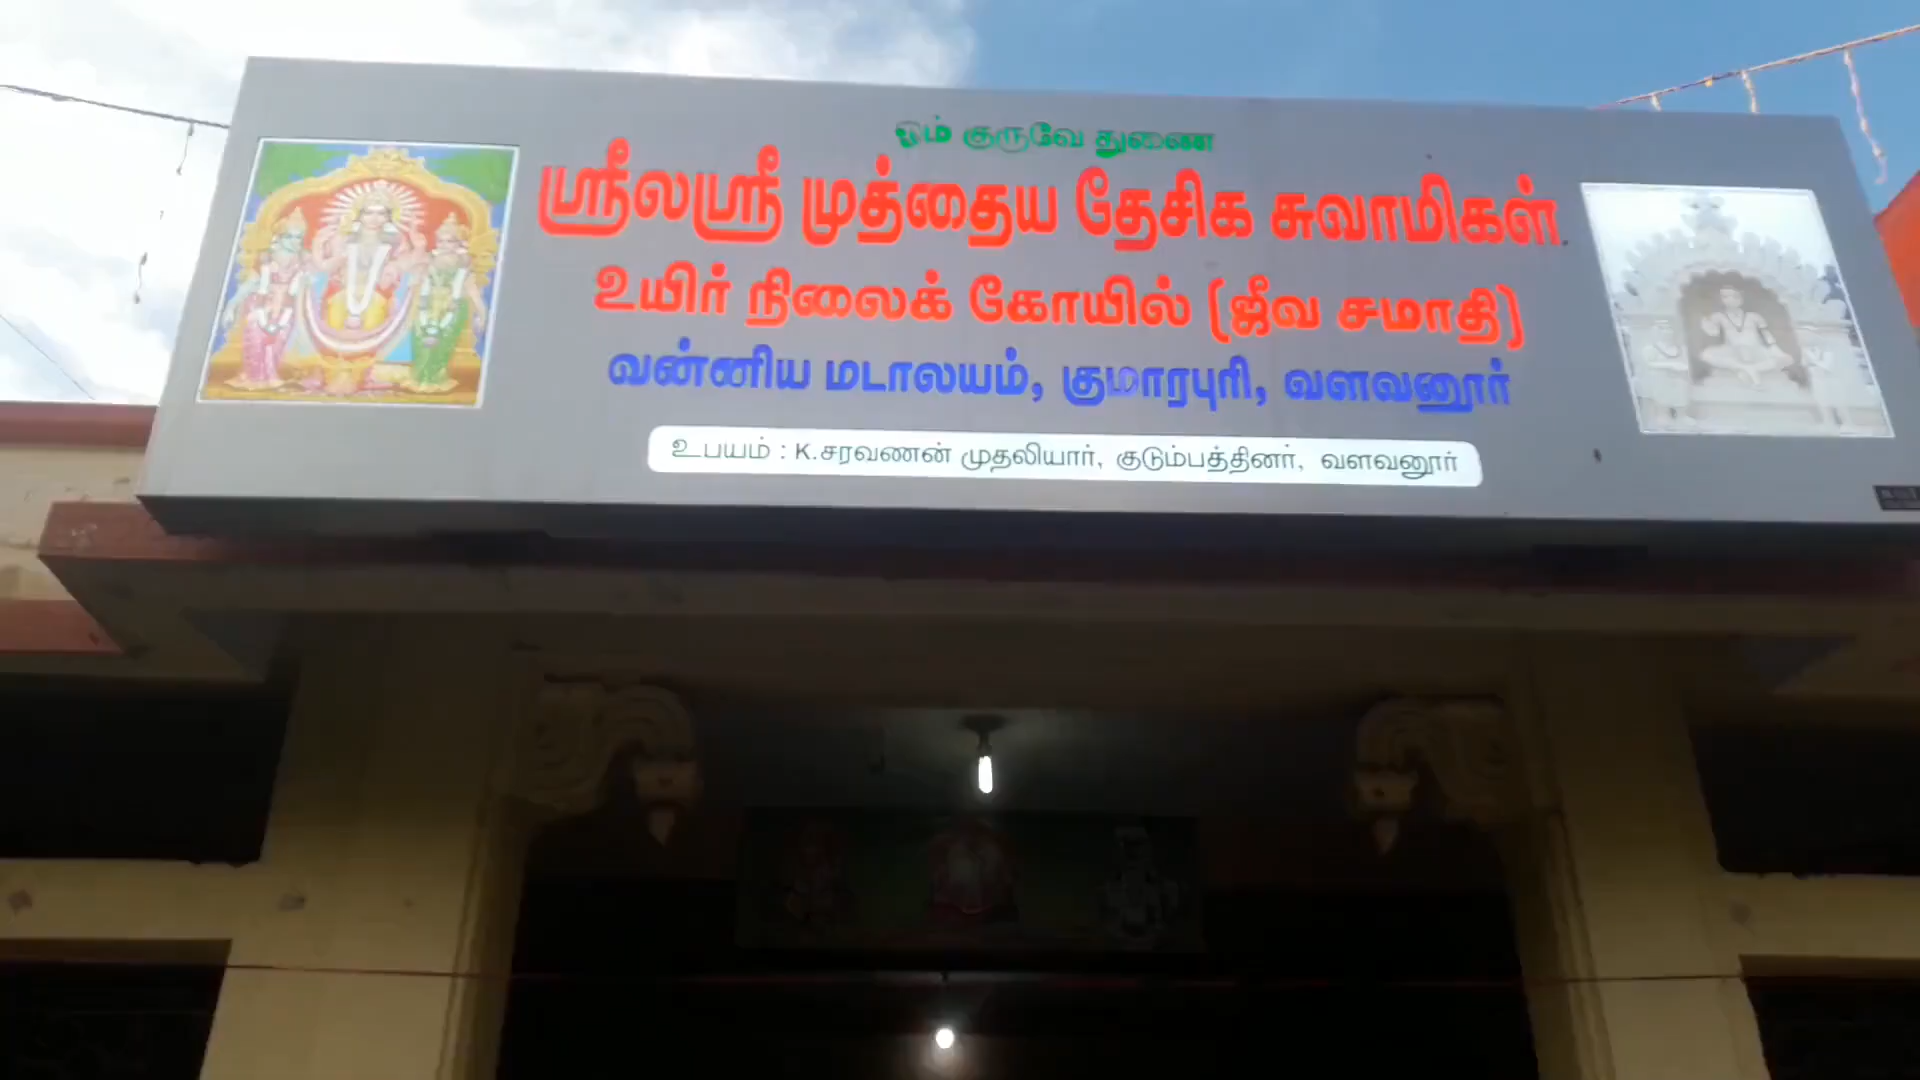 ஓம் குருவே துணை
ஸ்ரீலஸ்ரீ முத்தைய தேசிக சுவாமிகள்
உயிர் நிலைக் கோயில் (ஜீவ சமாதி)
வன்னிய மடாலயம், குமாரபுரி, வளவனூர்
உபயம் : K.சரவணன் முதலியார், குடும்பத்தினர், வளவனூர்